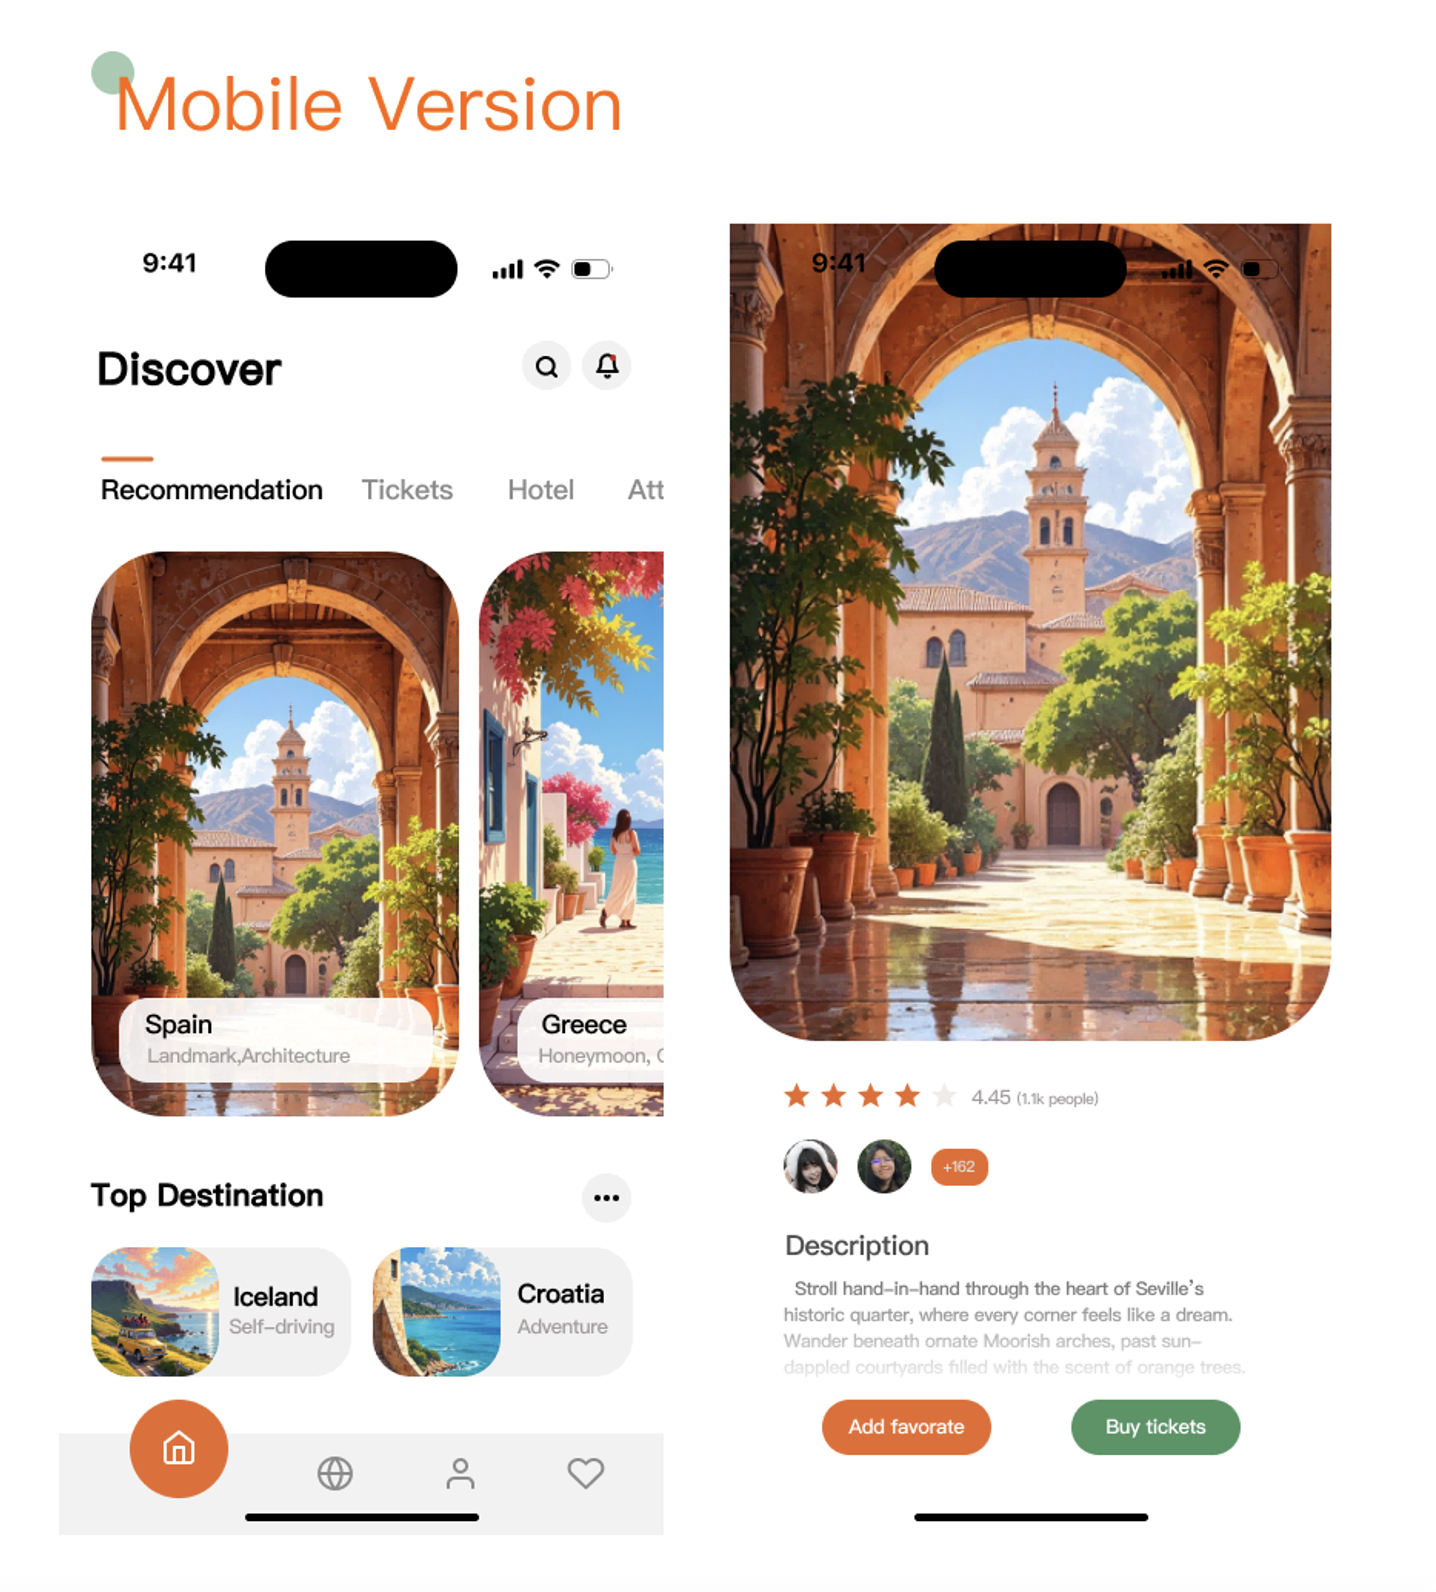 Mobile Version
9:41
Discover
Recommendation Tickets Hotel Att
Spain
Landmark,Architecture
Greece
Honeymoon,
Top Destination
Iceland
Self-driving
Croatia
Adventure
9:41
4.45 (1.1k people)
+162
Description
Stroll hand-in-hand through the heart of Seville's
historic quarter, where every corner feels like a dream.
Wander beneath ornate Moorish arches, past sun-
dappled courtyards filled with the scent of orange trees.
Add favorate
Buy tickets